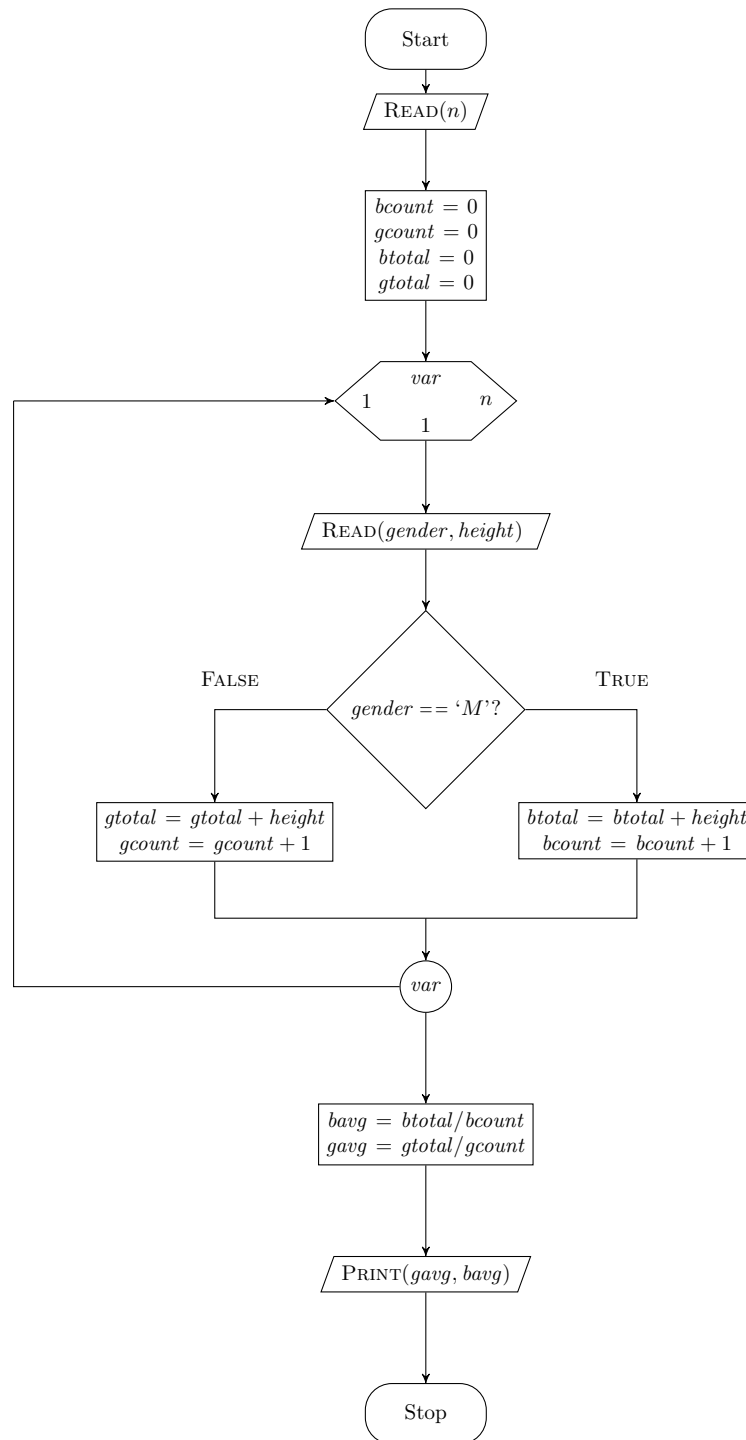 Start
READ(n)
bcount = 0
gcount = 0
btotal = 0
gtotal = 0
var
1 n
1
READ(gender, height)
FALSE TRUE
gender == ‘M’?
gtotal = gtotal + height
gcount = gcount + 1
btotal = btotal + height
bcount = bcount + 1
var
bavg = btotal/bcount
gavg = gtotal/gcount
PRINT(gavg, bavg)
Stop